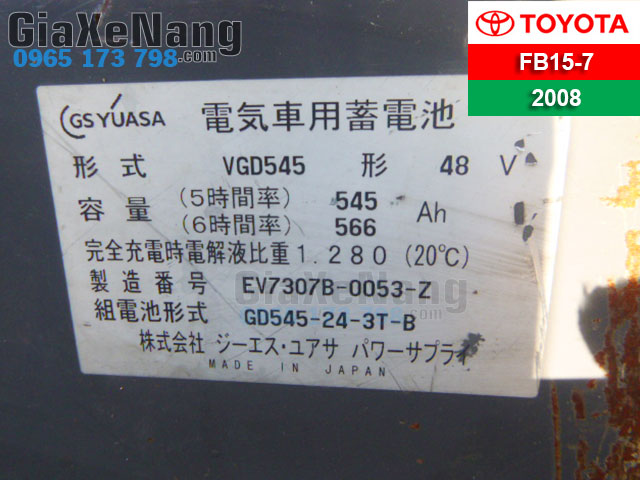 GiaXeNang
.com
0965 173 798
TOYOTA
FB15-7
2008
GS YUASA 電気車用蓄電池
形式 VGD545 形 48 V
容量 (5時間率) 545 Ah
(6時間率) 566
完全充電時電解液比重1.280 (20℃)
製造番号 EV7307B-0053-Z
組電池形式 GD545-24-3T-B
株式会社 ジーエス・ユアサ パワーサプライ
MADE IN JAPAN
GiaXeNang